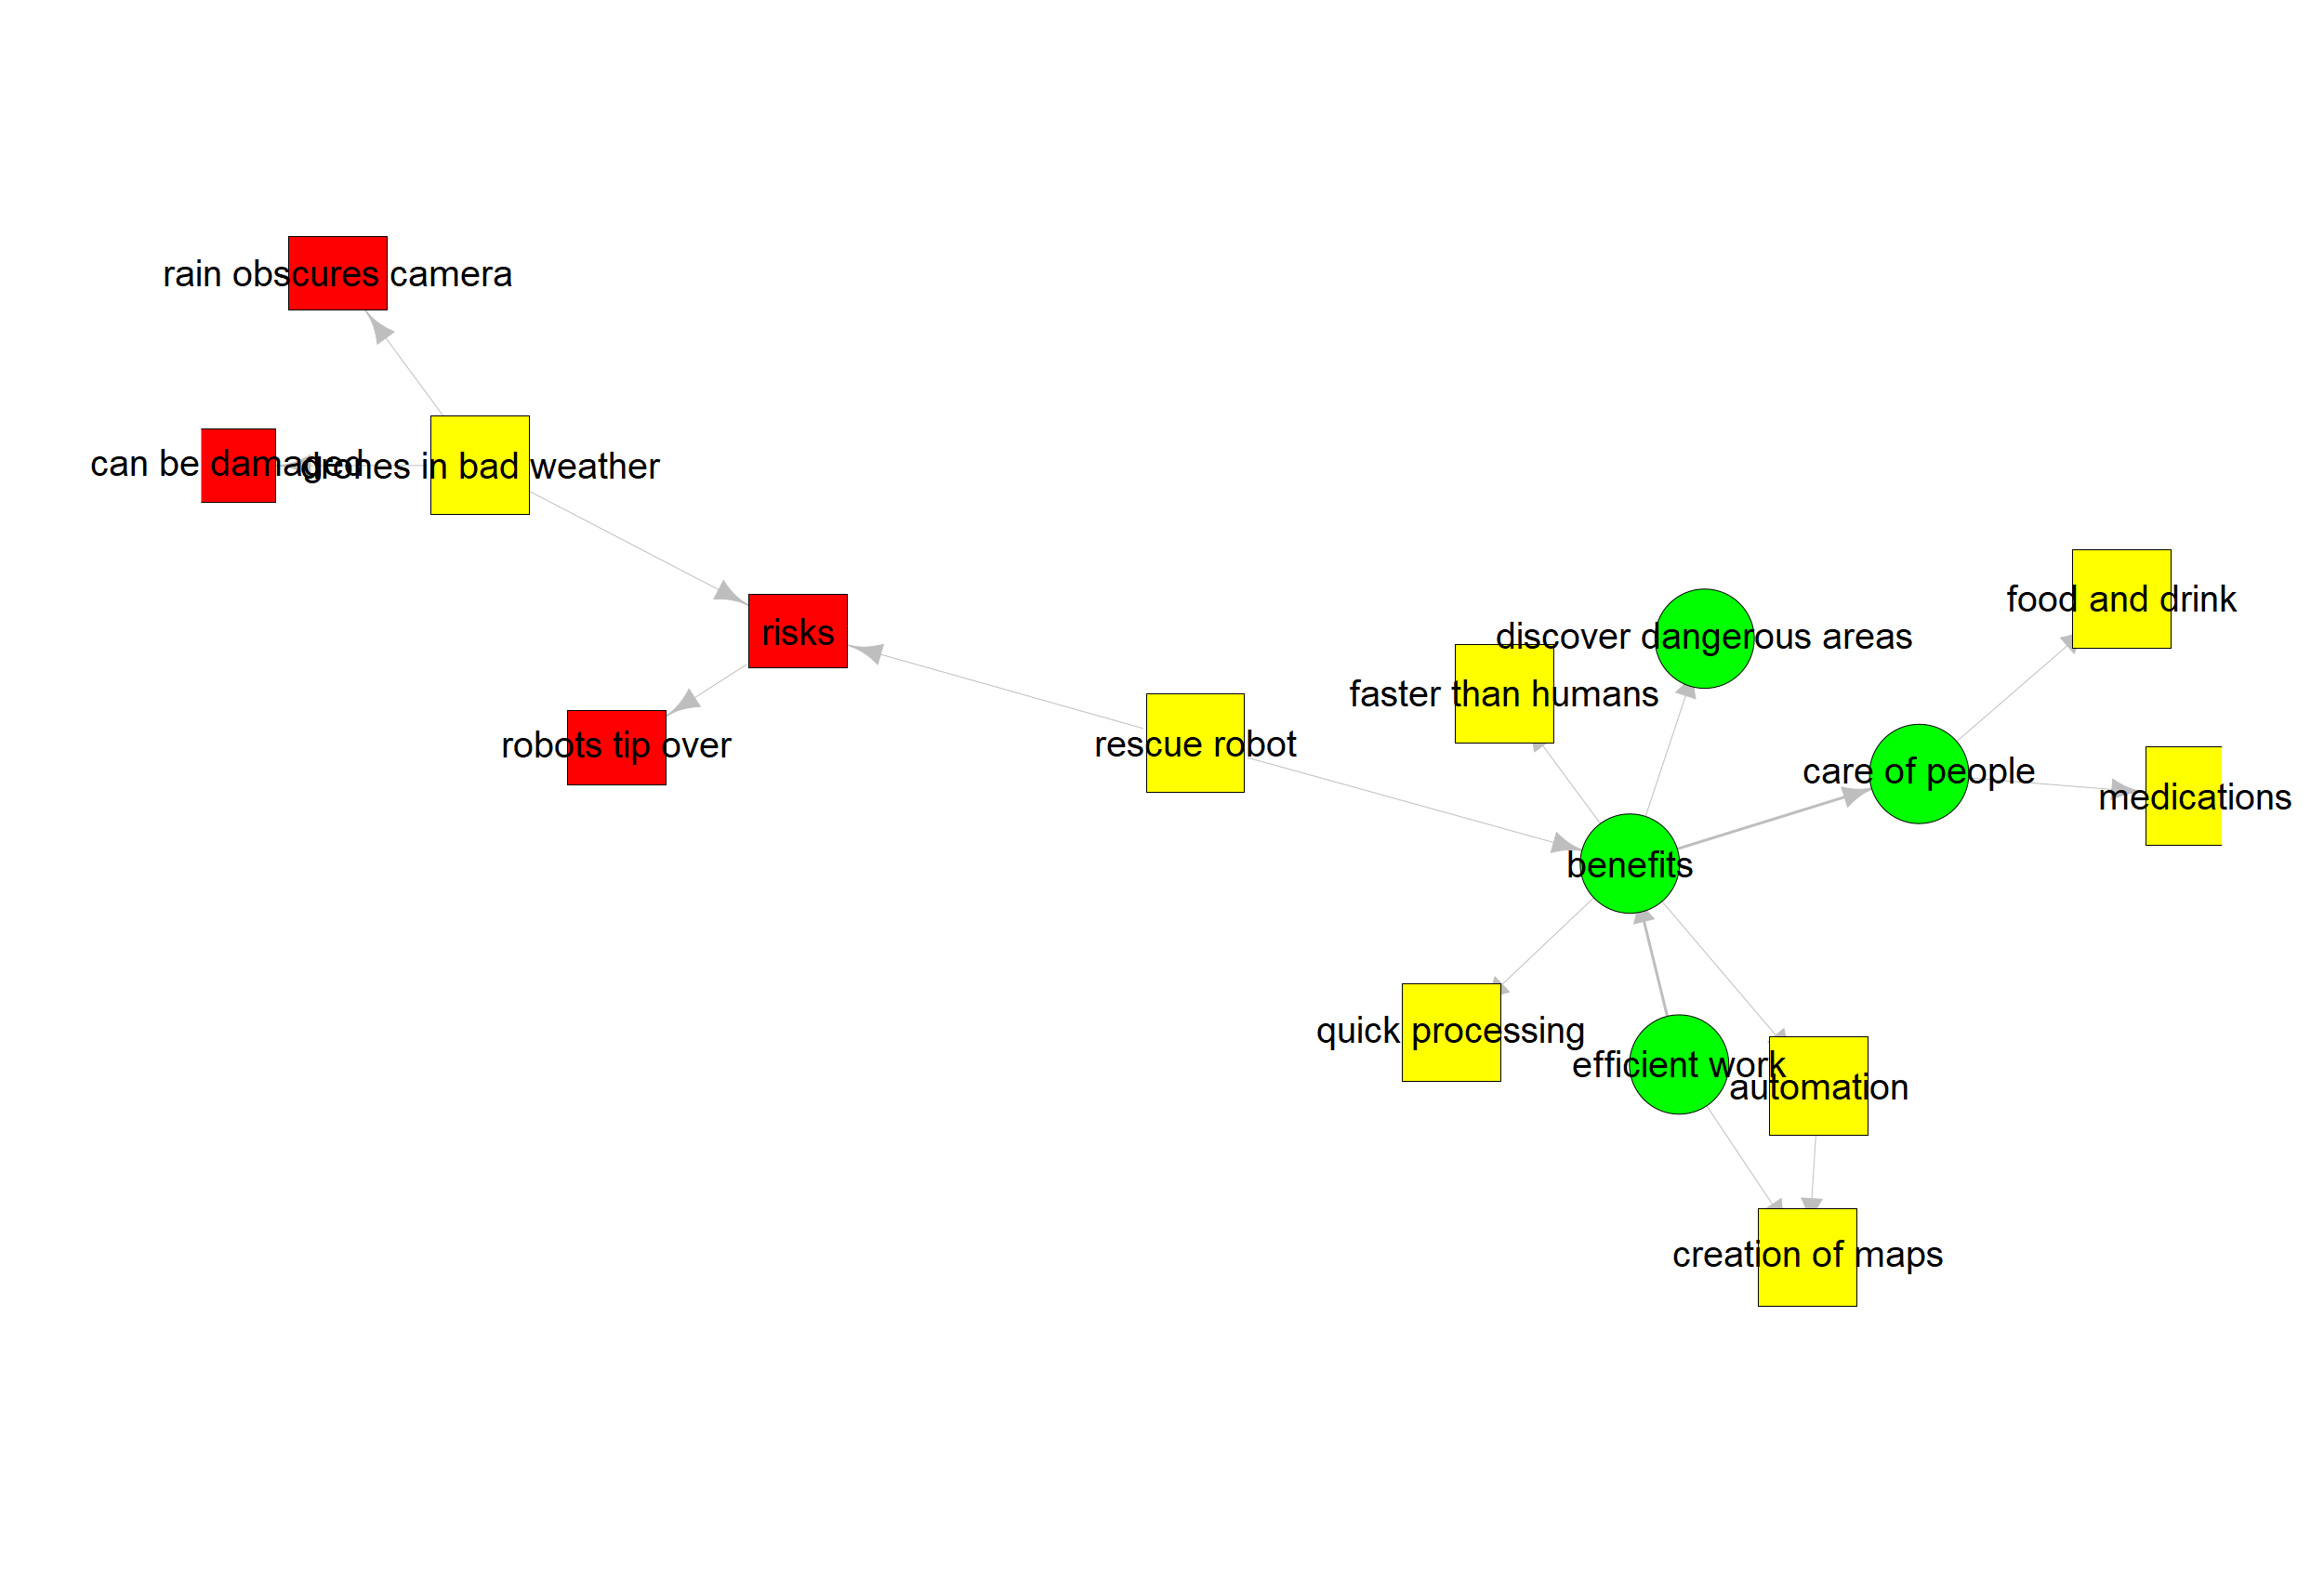 rain obscures camera
can be damaged
drones in bad weather
risks
robots tip over
rescue robot
discover dangerous areas
faster than humans
food and drink
care of people
medications
benefits
quick processing
efficient work
automation
creation of maps